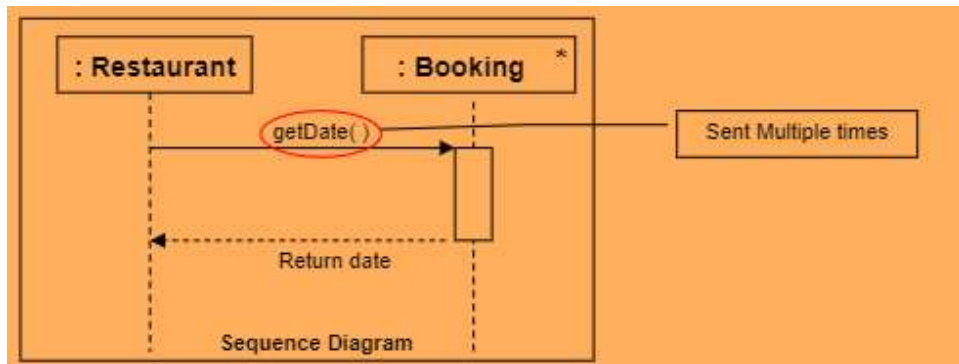 : Restaurant
: Booking *
getDate( )
Sent Multiple times
Return date
Sequence Diagram